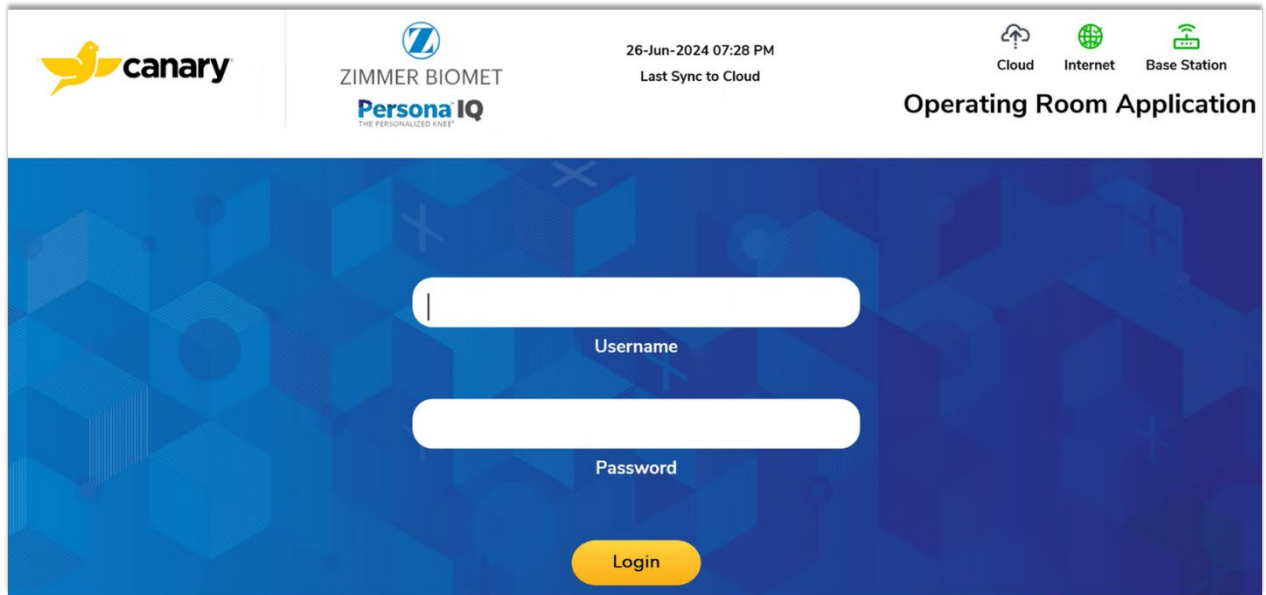 canary
ZIMMER BIOMET
Persona IQ
THE PERSONALIZED KNEE®
26-Jun-2024 07:28 PM
Last Sync to Cloud
Cloud
Internet
Base Station
Operating Room Application
Username
Password
Login